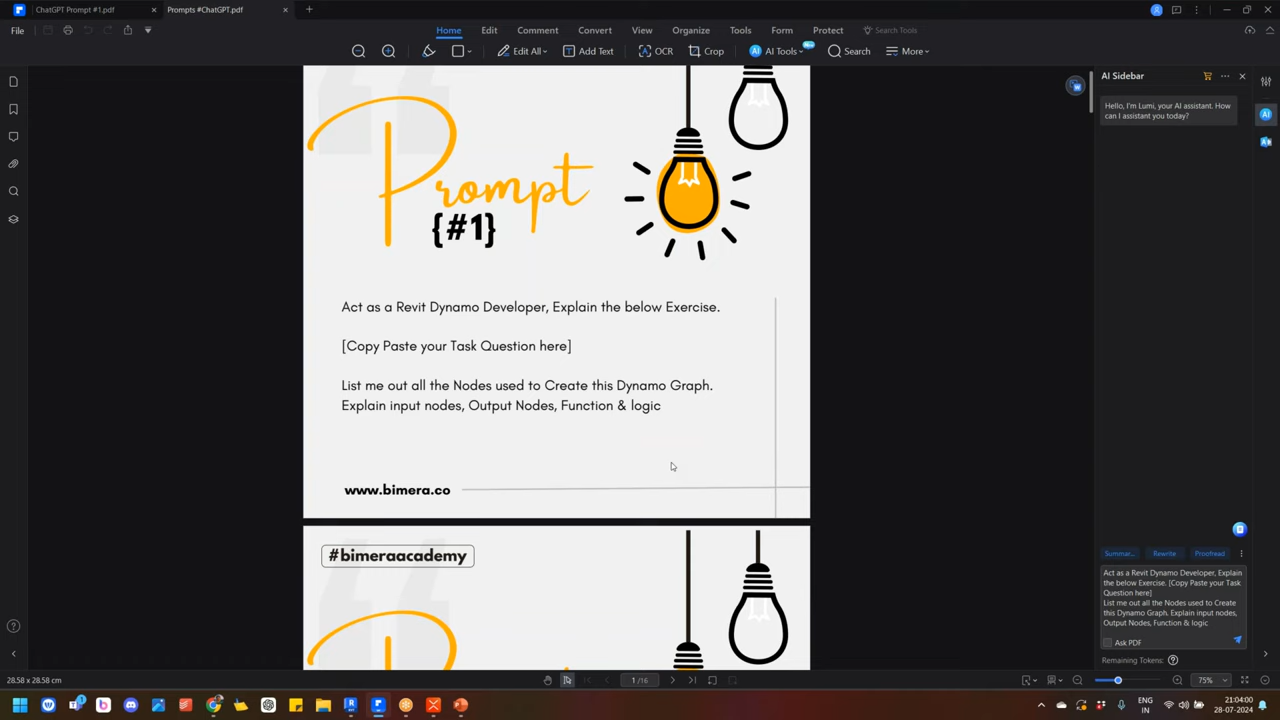 ChatGPT Prompt #1.pdf
Prompts #ChatGPT.pdf
File
Home
Edit
Comment
Convert
View
Organize
Tools
Form
Protect
Search Tools
Edit All
Add Text
OCR
Crop
AI Tools
Search
More
Prompt
{#1}
Act as a Revit Dynamo Developer, Explain the below Exercise.
[Copy Paste your Task Question here]
List me out all the Nodes used to Create this Dynamo Graph.
Explain input nodes, Output Nodes, Function & logic
www.bimera.co
#bimeraacademy
P
AI Sidebar
Hello, I'm Lumi, your AI assistant. How
can I assistant you today?
Summar...
Rewrite
Proofread
Act as a Revit Dynamo Developer, Explain
the below Exercise. [Copy Paste your Task
Question here]
List me out all the Nodes used to Create
this Dynamo Graph. Explain input nodes,
Output Nodes, Function & logic
Ask PDF
Remaining Tokens:
28.58 x 28.58 cm
1 /16
75%
ENG
IN
21:04:00
28-07-2024